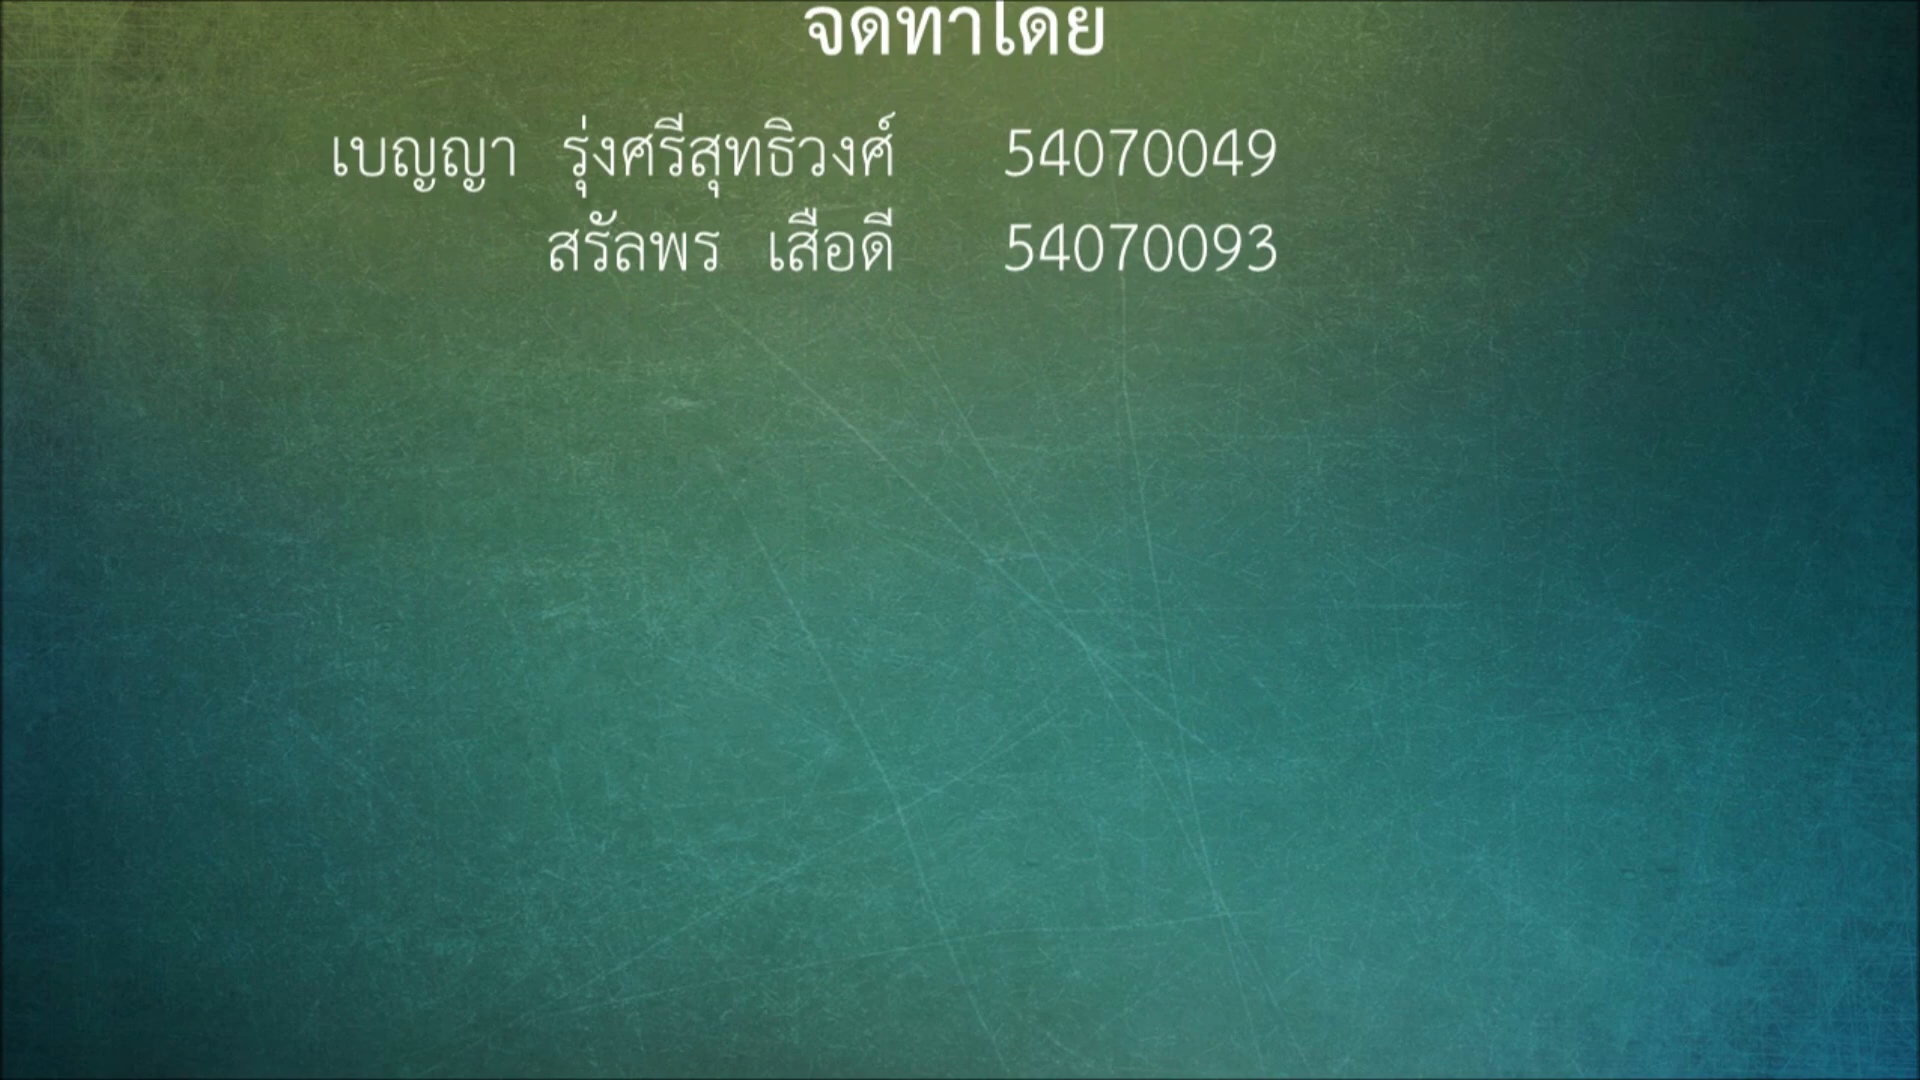 จัดทำโดย
เบญญา รุ่งศรีสุทธิวงศ์ 54070049
สรัลพร เสือดี 54070093